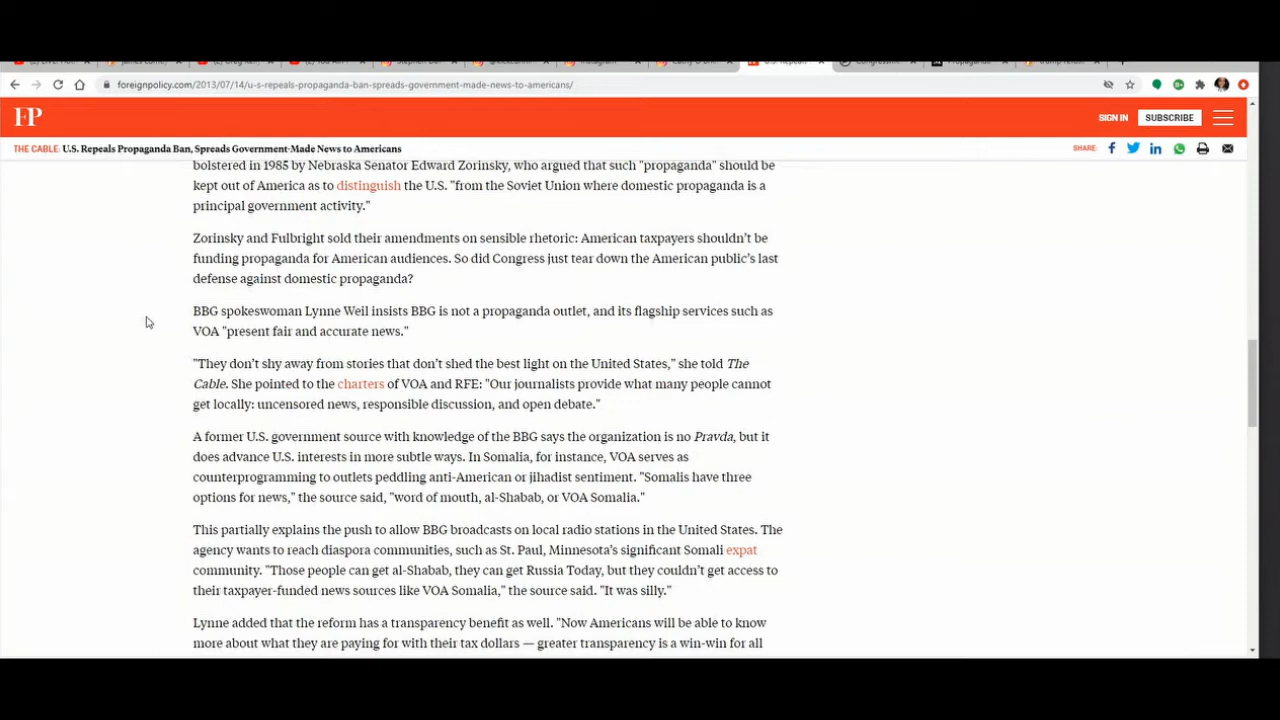 foreignpolicy.com/2013/07/14/u-s-repeals-propaganda-ban-spreads-government-made-news-to-americans/
FP
SIGN IN
SUBSCRIBE
THE CABLE: U.S. Repeals Propaganda Ban, Spreads Government-Made News to Americans
SHARE:
bolstered in 1985 by Nebraska Senator Edward Zorinsky, who argued that such "propaganda" should be
kept out of America as to distinguish the U.S. "from the Soviet Union where domestic propaganda is a
principal government activity."
Zorinsky and Fulbright sold their amendments on sensible rhetoric: American taxpayers shouldn't be
funding propaganda for American audiences. So did Congress just tear down the American public's last
defense against domestic propaganda?
BBG spokeswoman Lynne Weil insists BBG is not a propaganda outlet, and its flagship services such as
VOA "present fair and accurate news."
"They don't shy away from stories that don't shed the best light on the United States," she told The
Cable. She pointed to the charters of VOA and RFE: "Our journalists provide what many people cannot
get locally: uncensored news, responsible discussion, and open debate."
A former U.S. government source with knowledge of the BBG says the organization is no Pravda, but it
does advance U.S. interests in more subtle ways. In Somalia, for instance, VOA serves as
counterprogramming to outlets peddling anti-American or jihadist sentiment. "Somalis have three
options for news," the source said, "word of mouth, al-Shabab, or VOA Somalia."
This partially explains the push to allow BBG broadcasts on local radio stations in the United States. The
agency wants to reach diaspora communities, such as St. Paul, Minnesota's significant Somali expat
community. "Those people can get al-Shabab, they can get Russia Today, but they couldn't get access to
their taxpayer-funded news sources like VOA Somalia," the source said. "It was silly."
Lynne added that the reform has a transparency benefit as well. "Now Americans will be able to know
more about what they are paying for with their tax dollars — greater transparency is a win-win for all